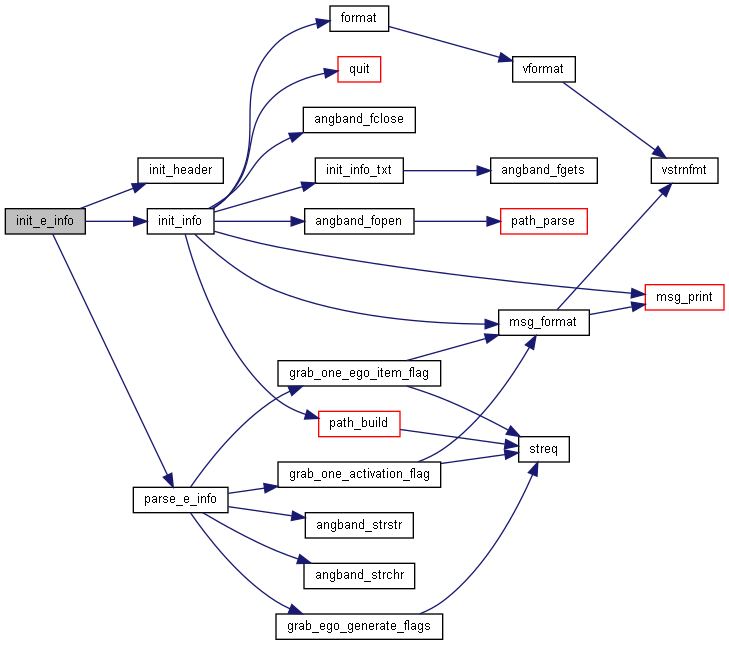 format
vformat
quit
angband_fclose
init_header
init_info_txt
angband_fgets
vstrnfmt
init_e_info
init_info
angband_fopen
path_parse
msg_print
msg_format
grab_one_ego_item_flag
path_build
streq
grab_one_activation_flag
parse_e_info
angband_strstr
angband_strchr
grab_ego_generate_flags